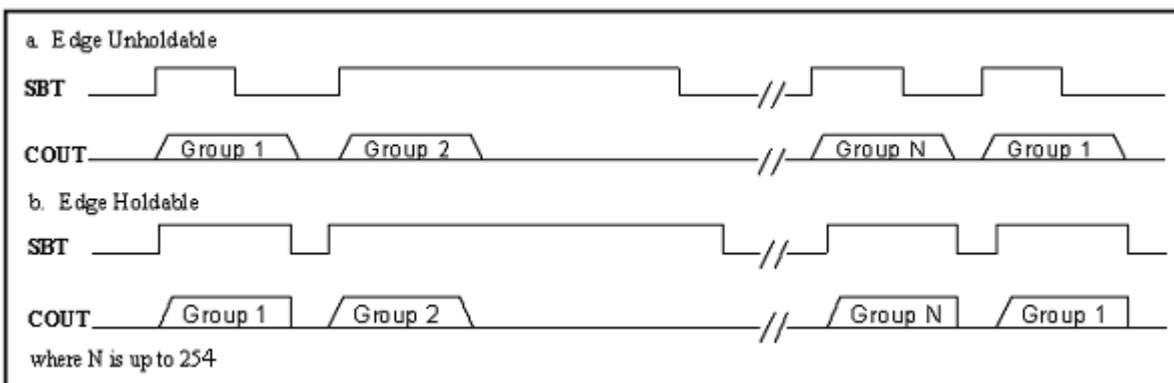 a. Edge Unholdable
SBT
COUT Group 1 Group 2 // Group N Group 1
b. Edge Holdable
SBT
COUT Group 1 Group 2 // Group N Group 1
where N is up to 254